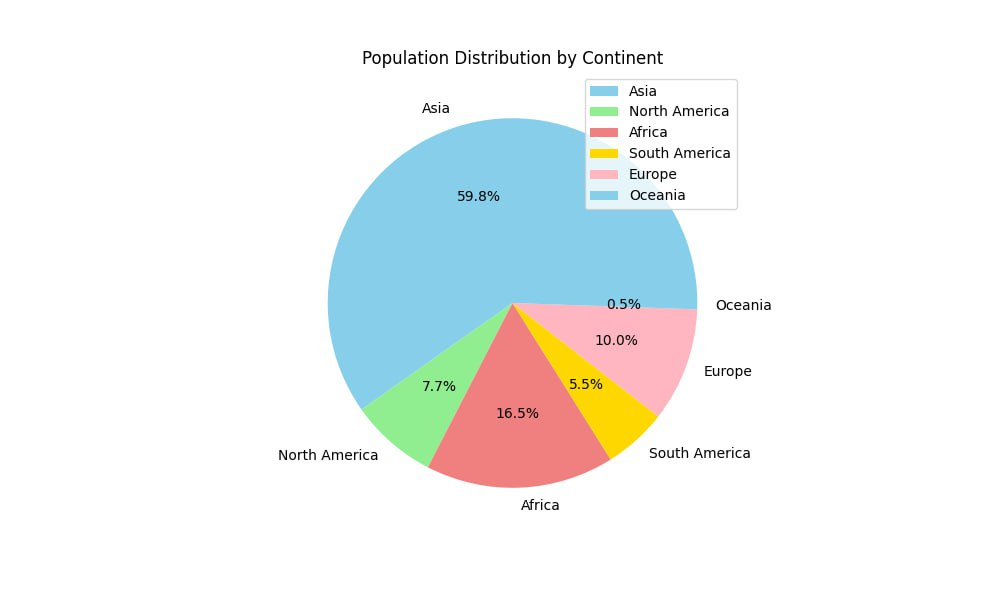 Population Distribution by Continent
Asia
North America
Africa
South America
Europe
Oceania
Asia
59.8%
0.5%
Oceania
10.0%
Europe
5.5%
South America
7.7%
North America
16.5%
Africa